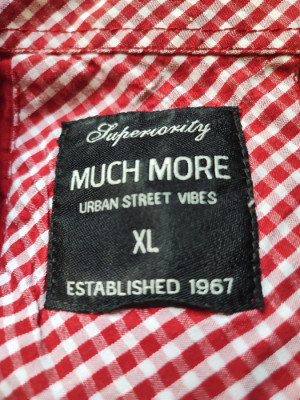 Superiority
MUCH MORE
URBAN STREET VIBES
XL
ESTABLISHED 1967